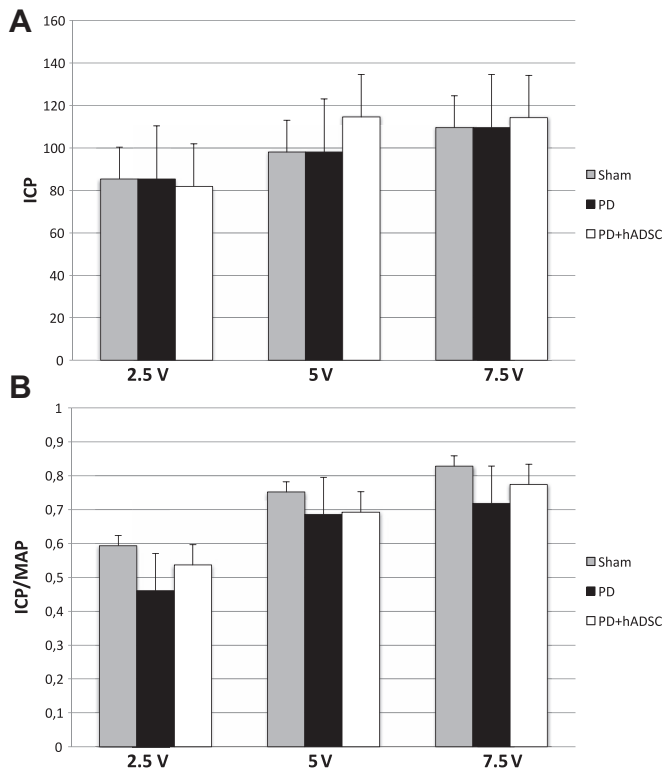 A
160
140
120
100
80
60
40
20
0
ICP
2.5 V 5 V 7.5 V
Sham
PD
PD+hADSC
B
1
0,9
0,8
0,7
0,6
0,5
0,4
0,3
0,2
0,1
0
ICP/MAP
2.5 V 5 V 7.5 V
Sham
PD
PD+hADSC